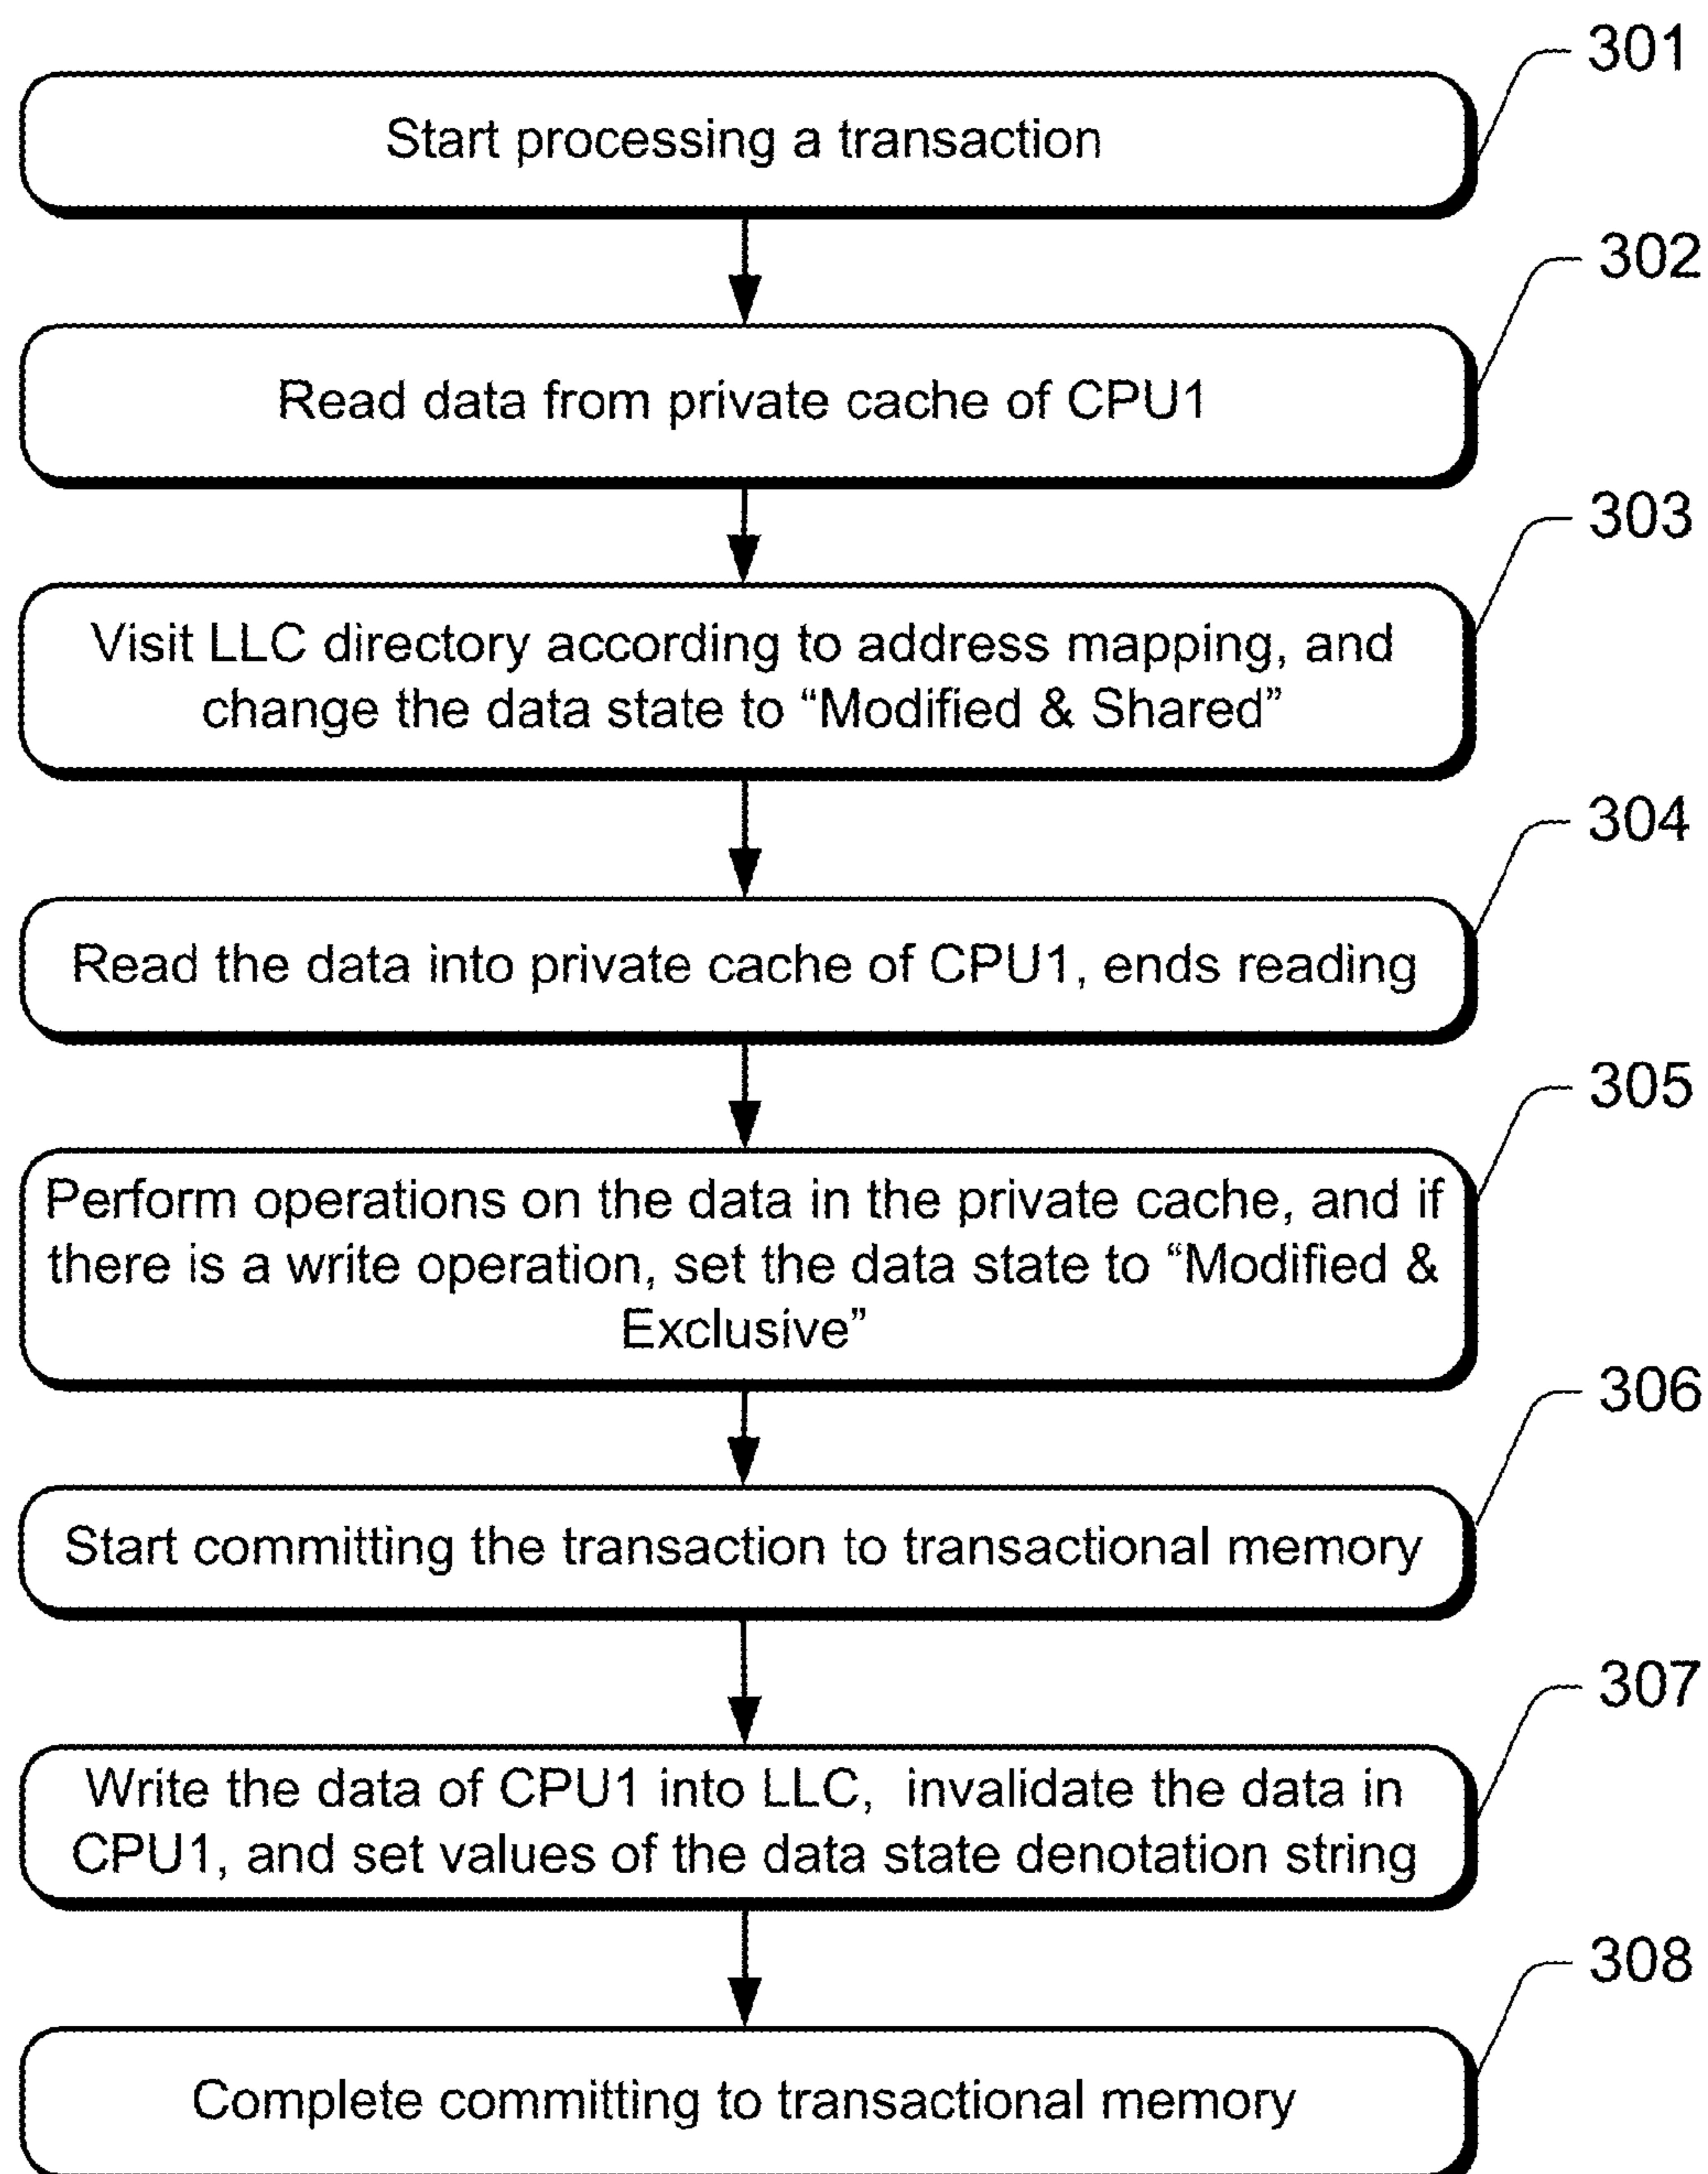 301
Start processing a transaction
302
Read data from private cache of CPU1
303
Visit LLC directory according to address mapping, and
change the data state to “Modified & Shared”
304
Read the data into private cache of CPU1, ends reading
305
Perform operations on the data in the private cache, and if
there is a write operation, set the data state to “Modified &
Exclusive”
306
Start committing the transaction to transactional memory
307
Write the data of CPU1 into LLC, invalidate the data in
CPU1, and set values of the data state denotation string
308
Complete committing to transactional memory